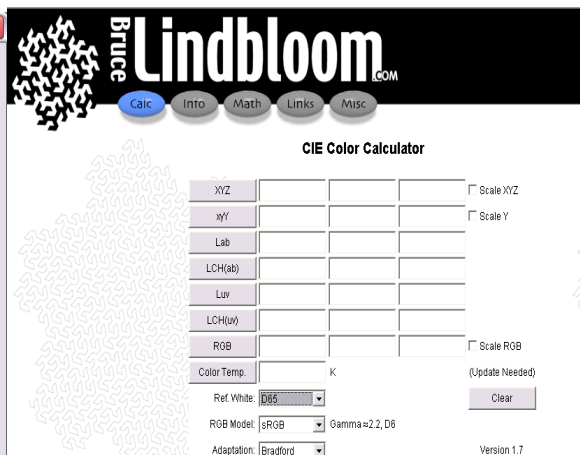 Bruce Lindbloom.COM
Calc Info Math Links Misc
CIE Color Calculator
XYZ Scale XYZ
xyY Scale Y
Lab
LCH(ab)
Luv
LCH(uv)
RGB Scale RGB
Color Temp. K (Update Needed)
Ref. White: D65 Clear
RGB Model: sRGB Gamma ≈2.2, D6
Adaptation: Bradford Version 1.7